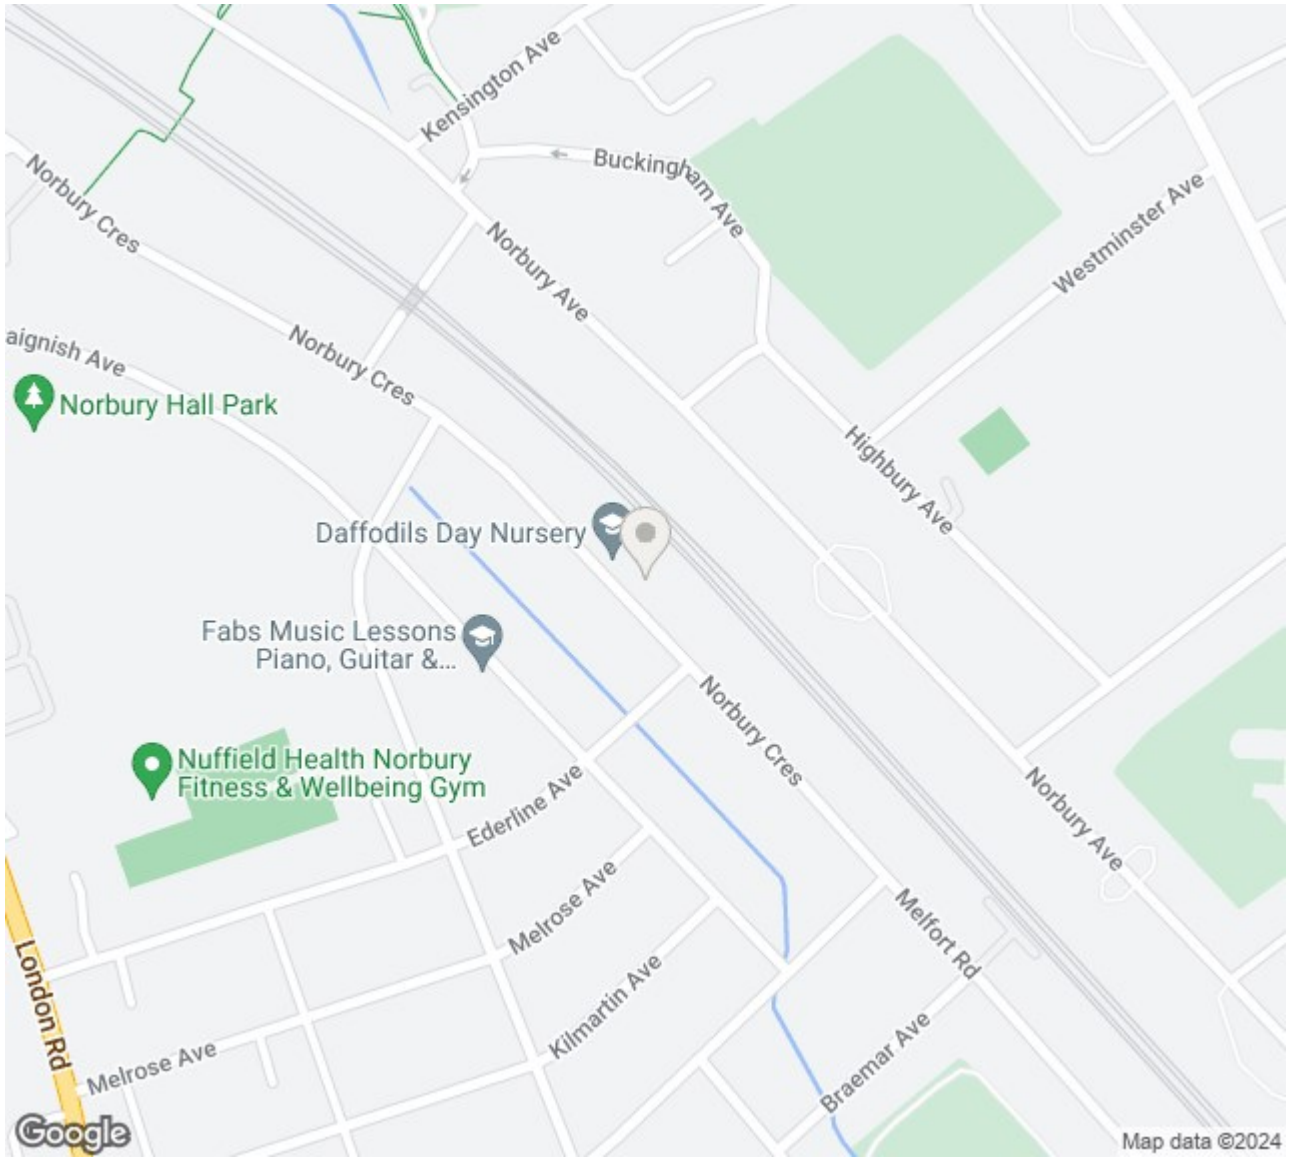 Kensington Ave
Buckingham Ave
Norbury Cres
Westminster Ave
Norbury Ave
aignish Ave
Norbury Cres
Norbury Hall Park
Highbury Ave
Daffodils Day Nursery
Fabs Music Lessons
Piano, Guitar &...
Norbury Cres
Nuffield Health Norbury
Fitness & Wellbeing Gym
Ederline Ave
Norbury Ave
Melrose Ave
Melfort Rd
London Rd
Kilmartin Ave
Melrose Ave
Braemar Ave
Google
Map data ©2024